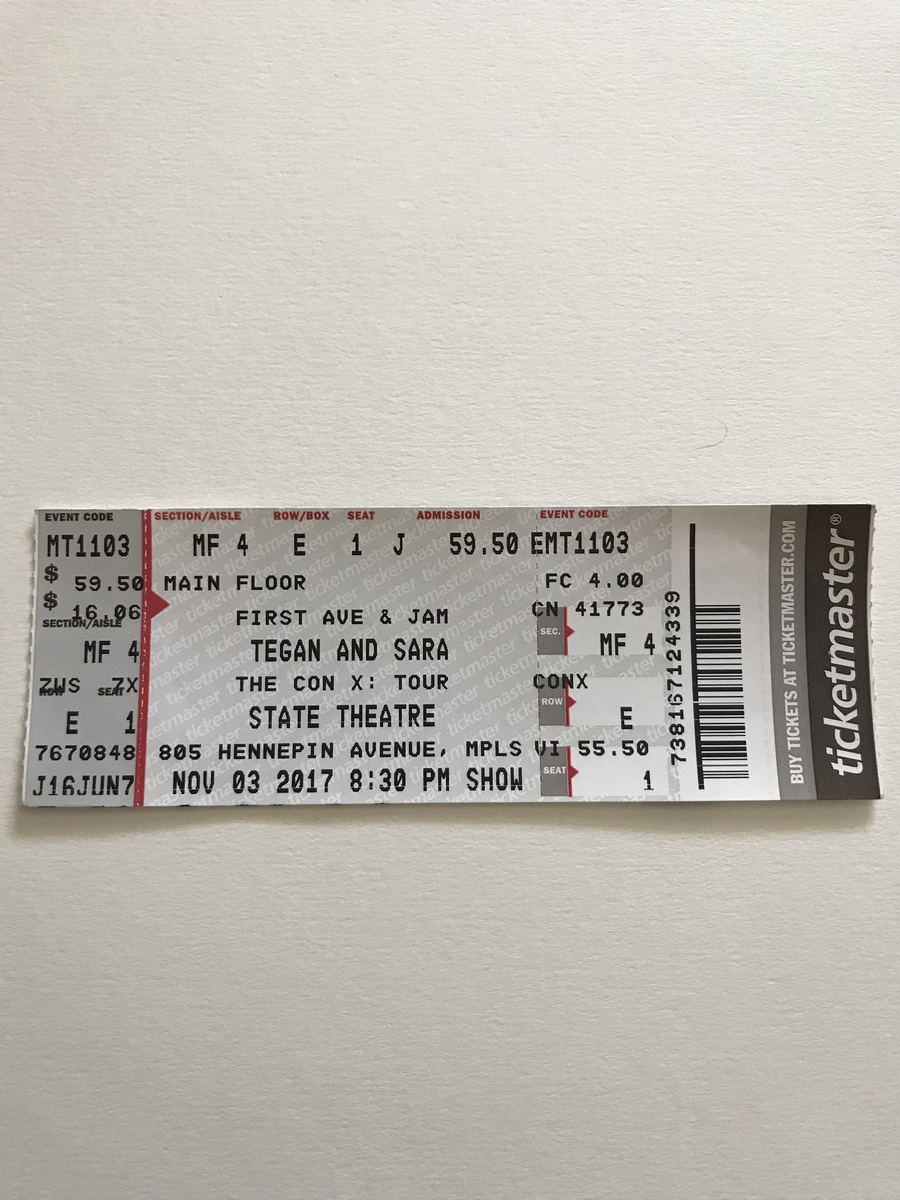 EVENT CODE
MT1103
$ 59.50
$ 16.06
SECTION/AISLE
MF 4
ZWS 7X
ROW SEAT
E 1
7670848
J16JUN7
SECTION/AISLE ROW/BOX SEAT ADMISSION
MF 4 E 1 J 59.50
MAIN FLOOR
FIRST AVE & JAM
TEGAN AND SARA
THE CON X: TOUR
STATE THEATRE
805 HENNEPIN AVENUE, MPLS
NOV 03 2017 8:30 PM SHOW
EVENT CODE
EMT1103
FC 4.00
CN 41773
SEC.
MF 4
CONX
ROW
E
VI 55.50
SEAT
1
738167124339
BUY TICKETS AT TICKETMASTER.COM
ticketmaster®